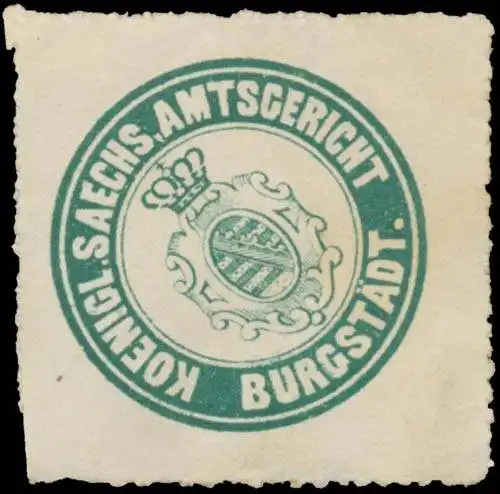 KOENIGL. SAECHS. AMTSGERICHT BURGSTÄDT.